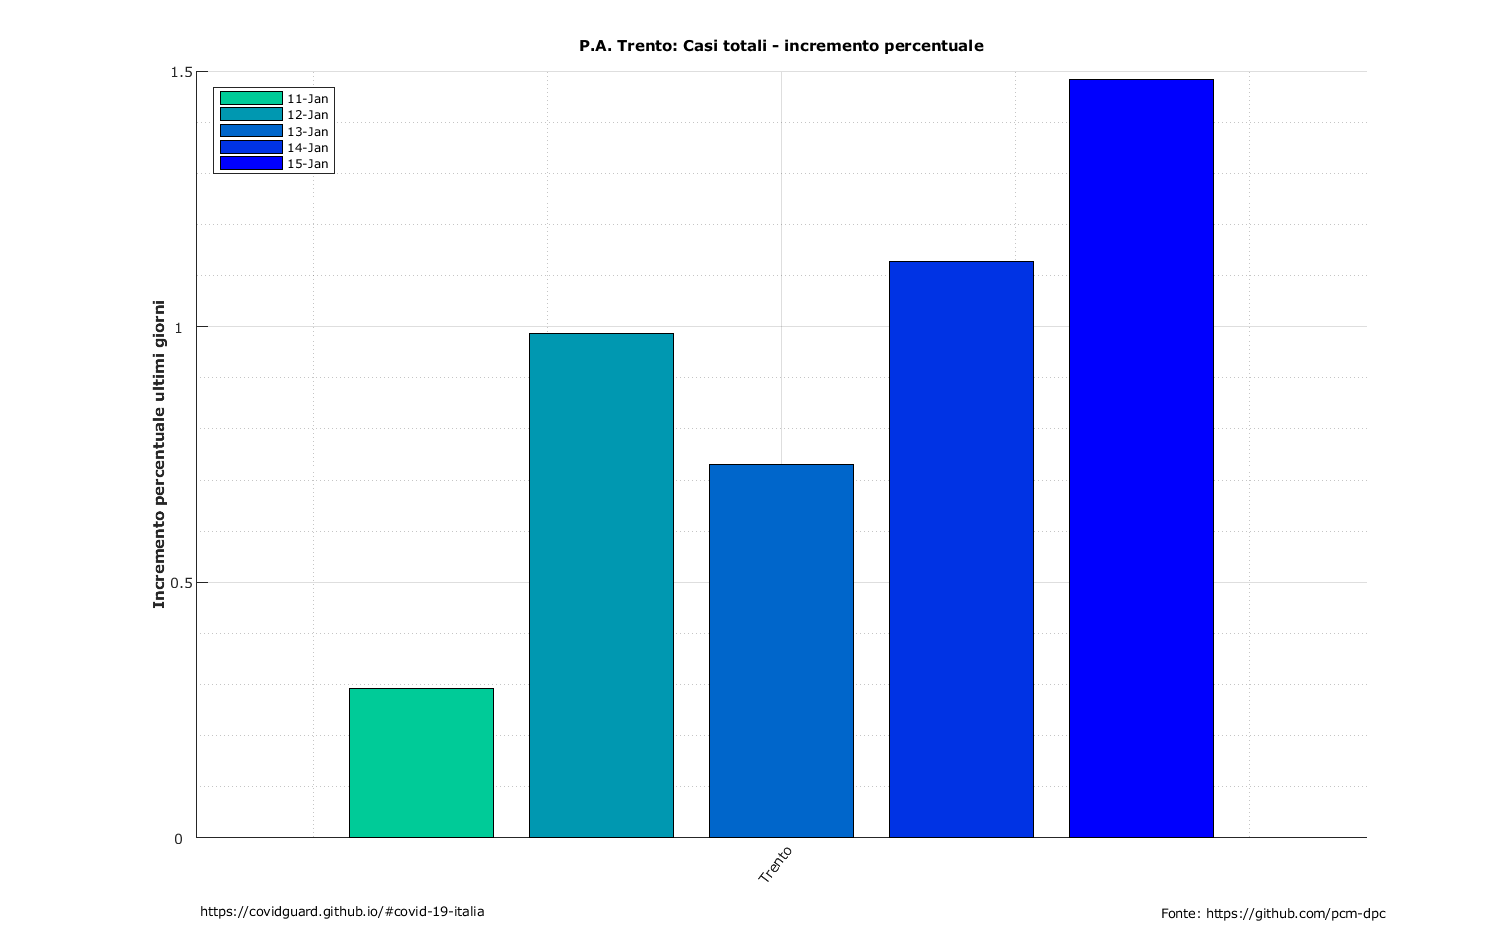 P.A. Trento: Casi totali - incremento percentuale
11-Jan
12-Jan
13-Jan
14-Jan
15-Jan
Incremento percentuale ultimi giorni
1.5
1
0.5
0
Trento
https://covidguard.github.io/#covid-19-italia
Fonte: https://github.com/pcm-dpc